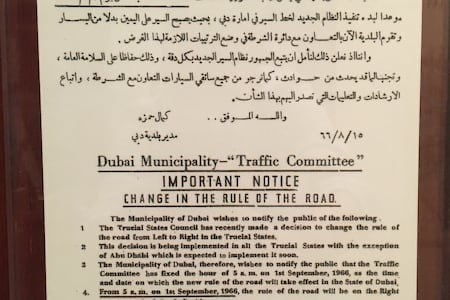 موعدا لبدء تنفيذ النظام الجديد لخط السير في امارة دبي، بحيث يصبح السير على اليمين بدلا من اليسار
وتقوم البلدية الآن بالتعاون مع دائرة الشرطة في وضع الترتيبات اللازمة لهذا الغرض.
وانناإذ نعلن ذلك لنأمل ان يتبع الجمهور نظام السير الجديد بكل دقة، وذلك حفاظا على السلامة العامة،
وتجنبا لما قد يحدث من حوادث، كما نرجو من جميع سائقي السيارات التعاون مع الشرطة، واتباع
الارشادات والتعليمات التي تصدر اليهم بهذا الشأن.
واللــه الموفق..
كمال حمزه
٦٦/٨/١٥
مدير بلدية دبي
Dubai Municipality-"Traffic Committee"
IMPORTANT NOTICE
CHANGE IN THE RULE OF THE ROAD.
The Municipality of Dubai wishes to notify the public of the following.
1 The Trucial States Council has recently made a decision to change the rule of
the road from Left to Right in the Trucial States.
2 This decision is being implemented in all the Trucial States with the exception
of Abu Dhabi which is expected to implement it soon.
3 The Municipality of Dubai, therefore, wishes to notify the public that the Traffic
Committee has fixed the hour of 5 a. m. on 1st September, 1966, as the time
and date on which the new rule of the road will take effect in the State of Dubai.
4. From 5 a. m. on 1st September, 1966, the rule of the road will be on the Right